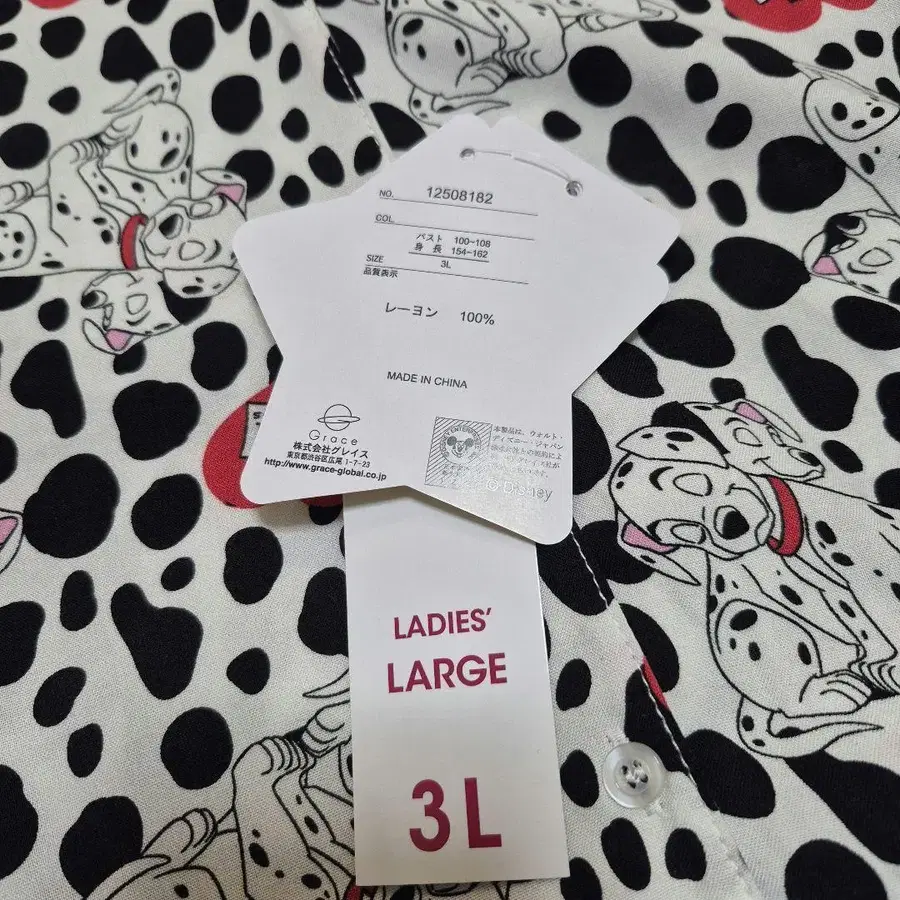 NO. 12508182
COL.
バスト 100~108
身 長 154~162
SIZE 3L
品質表示
レーヨン 100%
MADE IN CHINA
Grace
株式会社グレイス
東京都渋谷区広尾 1-7-23
http://www.grace-global.co.jp
本製品は、ウォルト・
ディズニー・ジャパン
© Disney
LADIES'
LARGE
3L